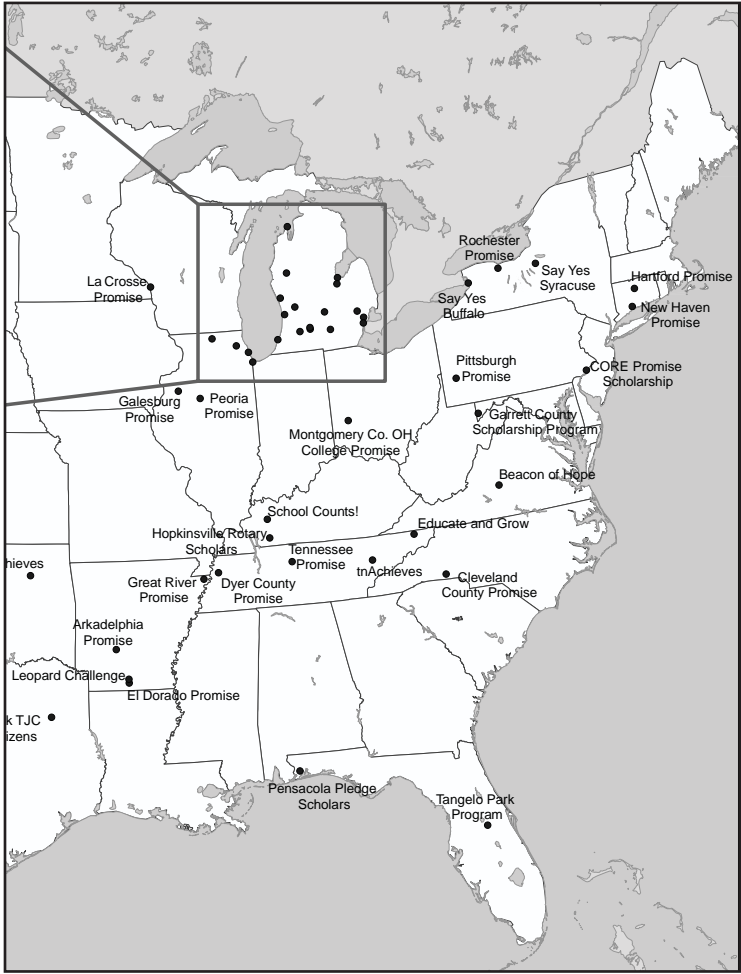 Rochester
Promise
Say Yes
Syracuse
Hartford Promise
La Crosse
Promise
Say Yes
Buffalo
New Haven
Promise
Pittsburgh
Promise
CORE Promise
Scholarship
Galesburg
Promise
Peoria
Promise
Garrett County
Scholarship Program
Montgomery Co. OH
College Promise
Beacon of Hope
School Counts!
Educate and Grow
Hopkinsville Rotary
Scholars
Tennessee
Promise
hieves
tnAchieves
Great River
Promise
Dyer County
Promise
Cleveland
County Promise
Arkadelphia
Promise
Leopard Challenge
El Dorado Promise
k TJC
izens
Pensacola Pledge
Scholars
Tangelo Park
Program